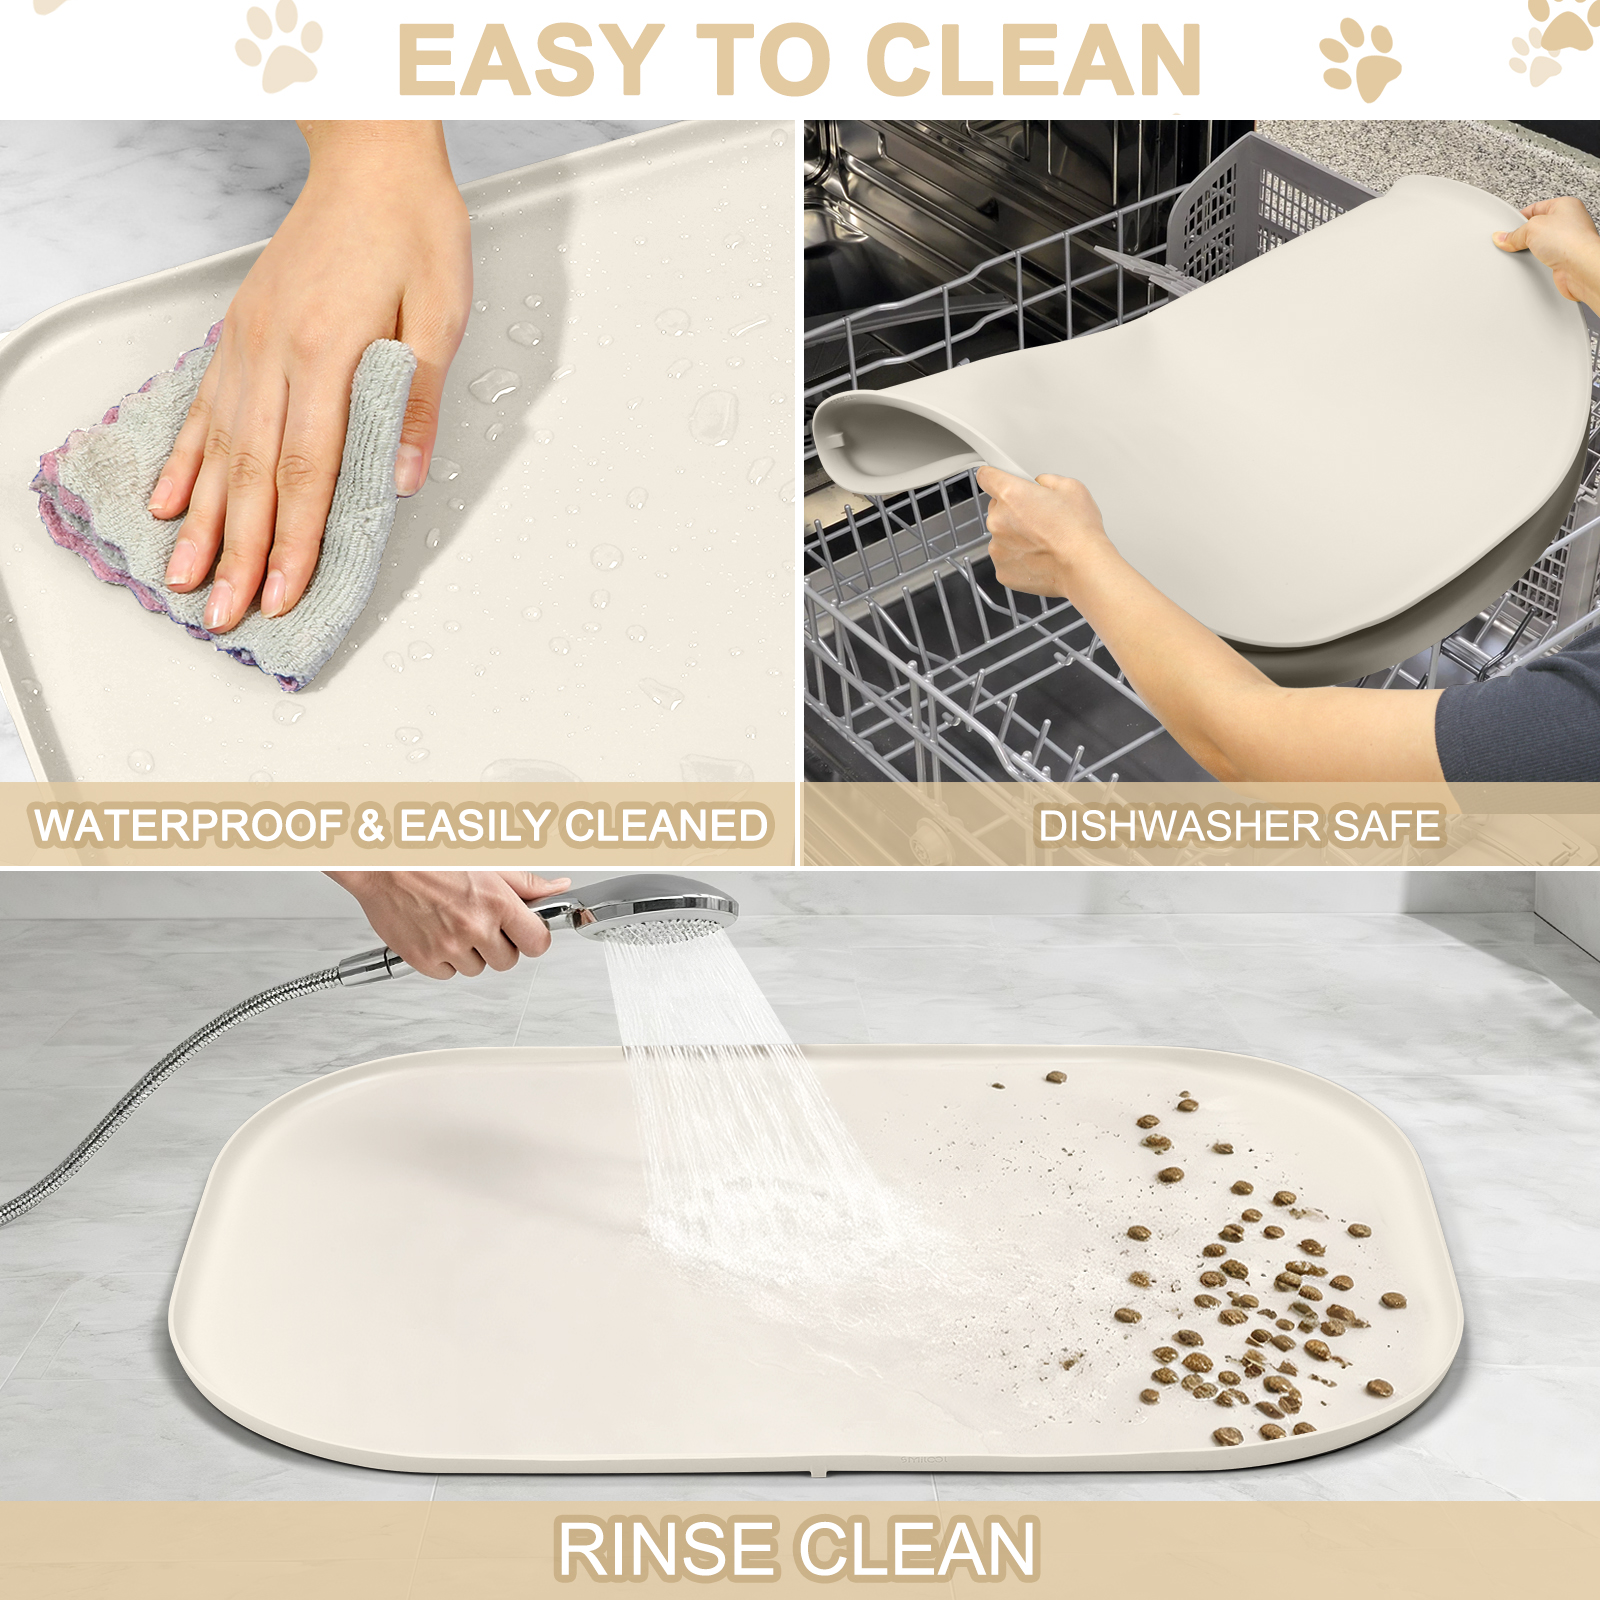 EASY TO CLEAN
WATERPROOF & EASILY CLEANED
DISHWASHER SAFE
RINSE CLEAN